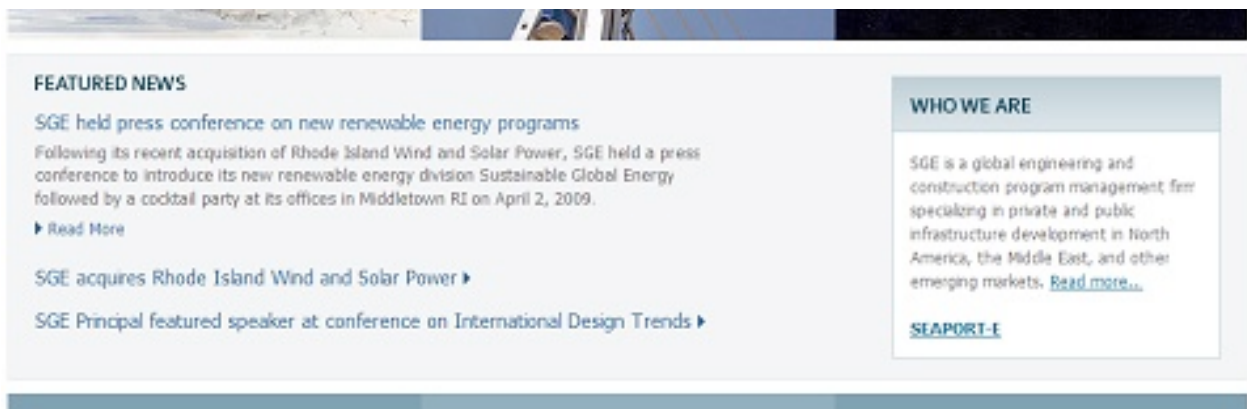 FEATURED NEWS
SGE held press conference on new renewable energy programs
Following its recent acquisition of Rhode Island Wind and Solar Power, SGE held a press
conference to introduce its new renewable energy division Sustainable Global Energy
followed by a cocktail party at its offices in Middletown RI on April 2, 2009.
Read More
SGE acquires Rhode Island Wind and Solar Power
SGE Principal featured speaker at conference on International Design Trends
WHO WE ARE
SGE is a global engineering and
construction program management firm
specializing in private and public
infrastructure development in North
America, the Middle East, and other
emerging markets. Read more...
SEAPORT-E